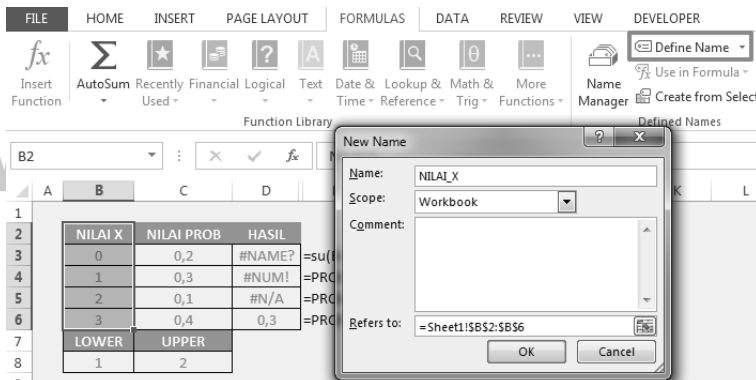 FILE HOME INSERT PAGE LAYOUT FORMULAS DATA REVIEW VIEW DEVELOPER
fx Σ ? A θ ...
Define Name
Use in Formula
Create from Selec
Insert Function
AutoSum
Recently Used
Financial
Logical
Text
Date & Time
Lookup & Reference
Math & Trig
More Functions
Name Manager
Function Library
Defined Names
B2 fx N
A B C D K L
1
2 NILAI X NILAI PROB HASIL
3 0 0,2 #NAME? =su(
4 1 0,3 #NUM! =PRO
5 2 0,1 #N/A =PRO
6 3 0,4 0,3 =PRO
7 LOWER UPPER
8 1 2
New Name
Name: NILAI_X
Scope: Workbook
Comment:
Refers to: =Sheet1!$B$2:$B$6
OK Cancel